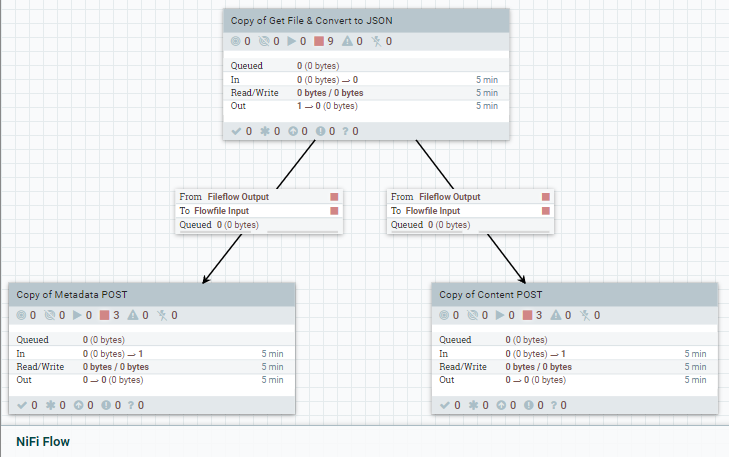 Copy of Get File & Convert to JSON
0 0 0 9 0 0
Queued 0 (0 bytes)
In 0 (0 bytes) → 0 5 min
Read/Write 0 bytes / 0 bytes 5 min
Out 1 → 0 (0 bytes) 5 min
0 0 0 0 ? 0
From Fileflow Output
To Flowfile Input
Queued 0 (0 bytes)
From Fileflow Output
To Flowfile Input
Queued 0 (0 bytes)
Copy of Metadata POST
0 0 0 3 0 0
Queued 0 (0 bytes)
In 0 (0 bytes) → 1 5 min
Read/Write 0 bytes / 0 bytes 5 min
Out 0 → 0 (0 bytes) 5 min
0 0 0 0 ? 0
Copy of Content POST
0 0 0 3 0 0
Queued 0 (0 bytes)
In 0 (0 bytes) → 1 5 min
Read/Write 0 bytes / 0 bytes 5 min
Out 0 → 0 (0 bytes) 5 min
0 0 0 0 ? 0
NiFi Flow